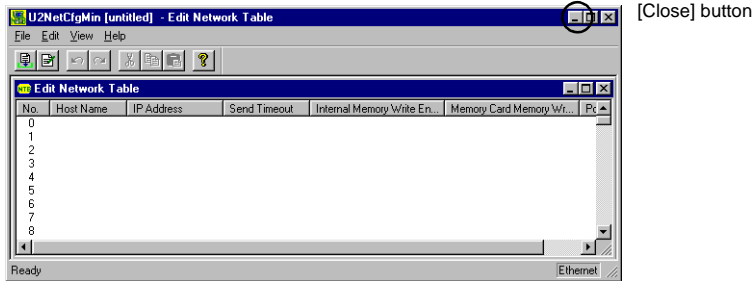 U2NetCfgMin [untitled] - Edit Network Table
[Close] button
File Edit View Help
Edit Network Table
No. Host Name IP Address Send Timeout Internal Memory Write En... Memory Card Memory Wr... Po
0
1
2
3
4
5
6
7
8
Ready Ethernet